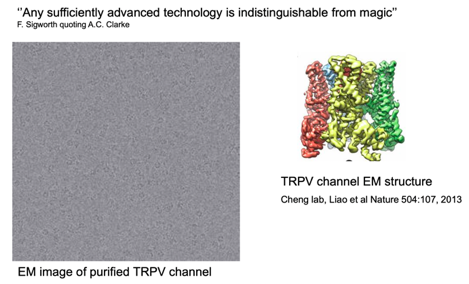 ‘’Any sufficiently advanced technology is indistinguishable from magic’’
F. Sigworth quoting A.C. Clarke
TRPV channel EM structure
Cheng lab, Liao et al Nature 504:107, 2013
EM image of purified TRPV channel